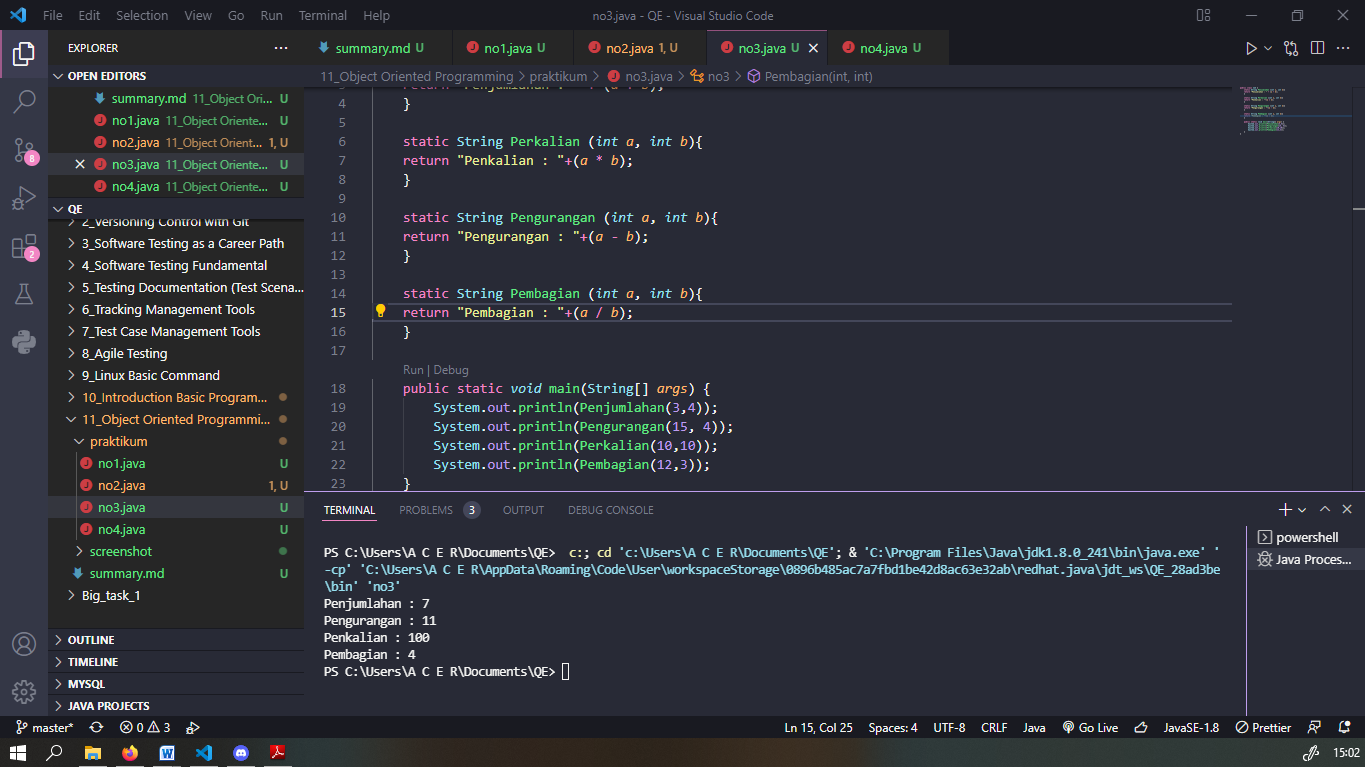 File Edit Selection View Go Run Terminal Help no3.java - QE - Visual Studio Code
EXPLORER
summary.md U no1.java U no2.java 1, U no3.java U no4.java U
11_Object Oriented Programming > praktikum > no3.java > no3 > Pembagian(int, int)
OPEN EDITORS
summary.md 11_Object Ori... U
no1.java 11_Object Oriente... U
no2.java 11_Object Oriente... 1, U
no3.java 11_Object Oriente... U
no4.java 11_Object Oriente... U
QE
2_Versioning Control with Git
3_Software Testing as a Career Path
4_Software Testing Fundamental
5_Testing Documentation (Test Scena...
6_Tracking Management Tools
7_Test Case Management Tools
8_Agile Testing
9_Linux Basic Command
10_Introduction Basic Program...
11_Object Oriented Programmi...
praktikum
no1.java U
no2.java 1, U
no3.java U
no4.java U
screenshot
summary.md U
Big_task_1
OUTLINE
TIMELINE
MYSQL
JAVA PROJECTS
8
2
4 }
5
6 static String Perkalian (int a, int b){
7 return "Penkalian : "+(a * b);
8 }
9
10 static String Pengurangan (int a, int b){
11 return "Pengurangan : "+(a - b);
12 }
13
14 static String Pembagian (int a, int b){
15 return "Pembagian : "+(a / b);
16 }
17
Run | Debug
18 public static void main(String[] args) {
19 System.out.println(Penjumlahan(3,4));
20 System.out.println(Pengurangan(15, 4));
21 System.out.println(Perkalian(10,10));
22 System.out.println(Pembagian(12,3));
23 }
TERMINAL PROBLEMS 3 OUTPUT DEBUG CONSOLE
PS C:\Users\A C E R\Documents\QE> c:; cd 'c:\Users\A C E R\Documents\QE'; & 'C:\Program Files\Java\jdk1.8.0_241\bin\java.exe' '
-cp' 'C:\Users\A C E R\AppData\Roaming\Code\User\workspaceStorage\0896b485ac7a7fbd1be42d8ac63e32ab\redhat.java\jdt_ws\QE_28ad3be
\bin' 'no3'
Penjumlahan : 7
Pengurangan : 11
Penkalian : 100
Pembagian : 4
PS C:\Users\A C E R\Documents\QE>
powershell
Java Proces...
master* 0 3 Ln 15, Col 25 Spaces: 4 UTF-8 CRLF Java Go Live JavaSE-1.8 Prettier
15:02